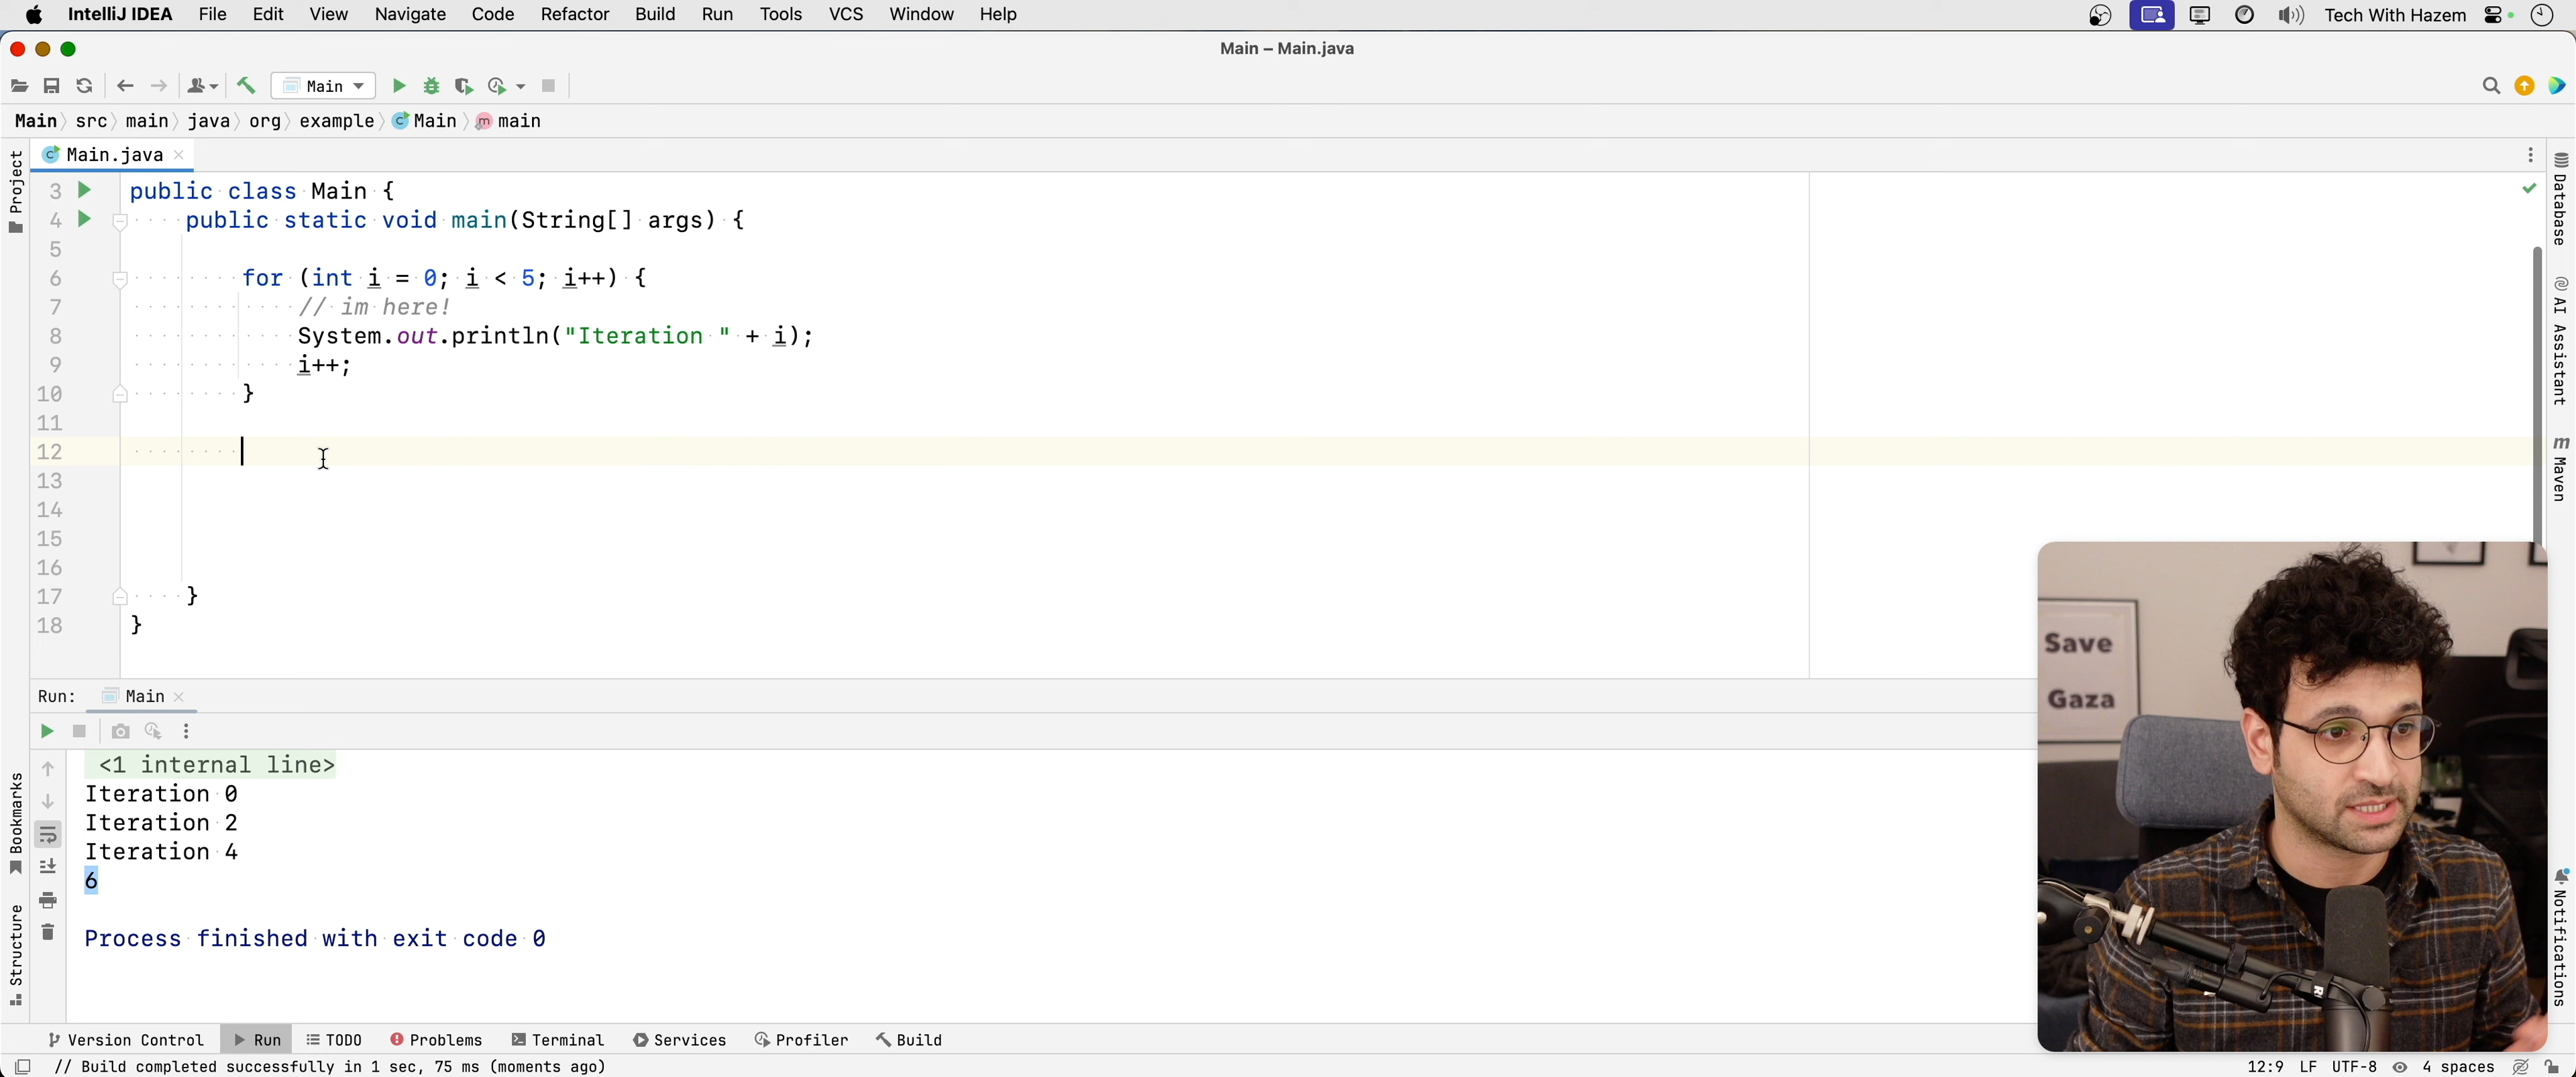 IntelliJ IDEA File Edit View Navigate Code Refactor Build Run Tools VCS Window Help Tech With Hazem
Main – Main.java
Main
Main src main java org example Main main
Project
Main.java
3 public class Main {
4 public static void main(String[] args) {
5
6 for (int i = 0; i < 5; i++) {
7 // im here!
8 System.out.println("Iteration " + i);
9 i++;
10 }
11
12
13
14
15
16
17 }
18 }
Database
AI Assistant
Maven
Notifications
Save
Gaza
Run: Main
<1 internal line>
Iteration 0
Iteration 2
Iteration 4
6
Process finished with exit code 0
Bookmarks
Structure
Version Control Run TODO Problems Terminal Services Profiler Build
// Build completed successfully in 1 sec, 75 ms (moments ago) 12:9 LF UTF-8 4 spaces